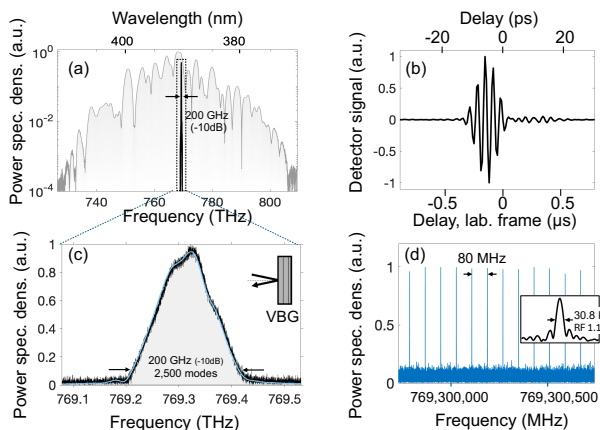 Wavelength (nm)
400
380
(a)
200 GHz
(-10dB)
10^0
10^-2
10^-4
Power spec. dens. (a.u.)
740
760
780
800
Frequency (THz)
Delay (ps)
-20
0
20
(b)
Detector signal (a.u.)
1
0.5
0
-0.5
-1
-0.5
0
0.5
Delay, lab. frame (µs)
(c)
VBG
200 GHz (-10dB)
2,500 modes
Power spec. dens. (a.u.)
1
0.8
0.6
0.4
0.2
0
769.1
769.2
769.3
769.4
769.5
Frequency (THz)
(d)
80 MHz
30.8
RF 1.1
Power spec. dens. (a.u.)
1
0.5
0
769,300,000
769,300,500
Frequency (MHz)